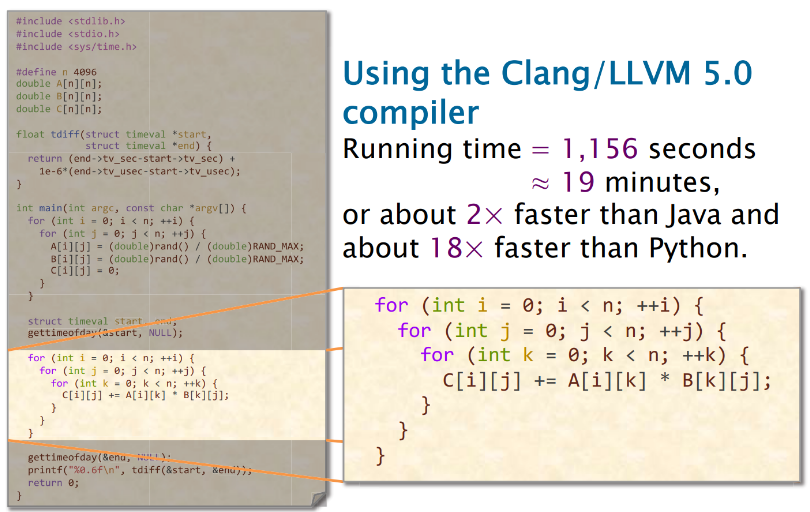 #include <stdlib.h>
#include <stdio.h>
#include <sys/time.h>

#define n 4096
double A[n][n];
double B[n][n];
double C[n][n];

float tdiff(struct timeval *start,
            struct timeval *end) {
  return (end->tv_sec-start->tv_sec) +
    1e-6*(end->tv_usec-start->tv_usec);
}

int main(int argc, const char *argv[]) {
  for (int i = 0; i < n; ++i) {
    for (int j = 0; j < n; ++j) {
      A[i][j] = (double)rand() / (double)RAND_MAX;
      B[i][j] = (double)rand() / (double)RAND_MAX;
      C[i][j] = 0;
    }
  }

  struct timeval start, end;
  gettimeofday(&start, NULL);

  for (int i = 0; i < n; ++i) {
    for (int j = 0; j < n; ++j) {
      for (int k = 0; k < n; ++k) {
        C[i][j] += A[i][k] * B[k][j];
      }
    }
  }

  gettimeofday(&end, NULL);
  printf("%0.6f\n", tdiff(&start, &end));
  return 0;
}

Using the Clang/LLVM 5.0
compiler
Running time = 1,156 seconds
≈ 19 minutes,
or about 2× faster than Java and
about 18× faster than Python.

for (int i = 0; i < n; ++i) {
  for (int j = 0; j < n; ++j) {
    for (int k = 0; k < n; ++k) {
      C[i][j] += A[i][k] * B[k][j];
    }
  }
}